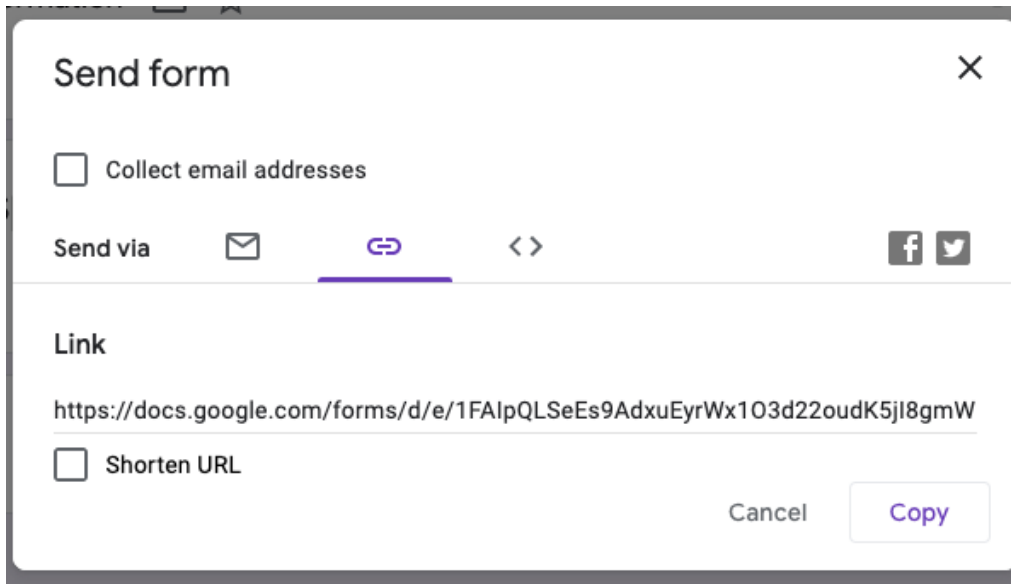 Send form
Collect email addresses
Send via
Link
https://docs.google.com/forms/d/e/1FAIpQLSeEs9AdxuEyrWx1O3d22oudK5jI8gmW
Shorten URL
Cancel
Copy